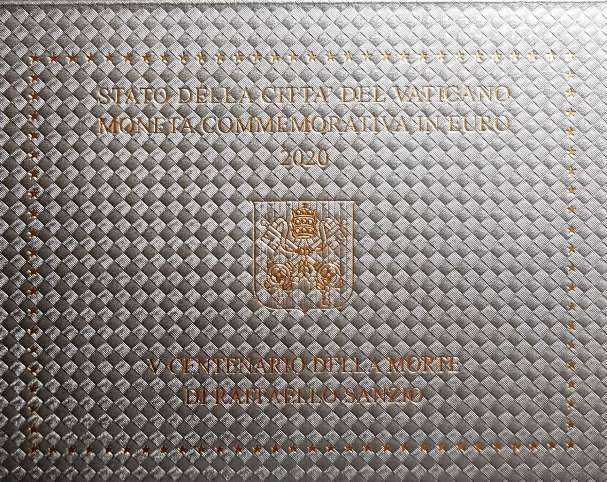 STATO DELLA CITTA' DEL VATICANO
MONETA COMMEMORATIVA IN EURO
2020
V CENTENARIO DELLA MORTE
DI RAFFAELLO SANZIO